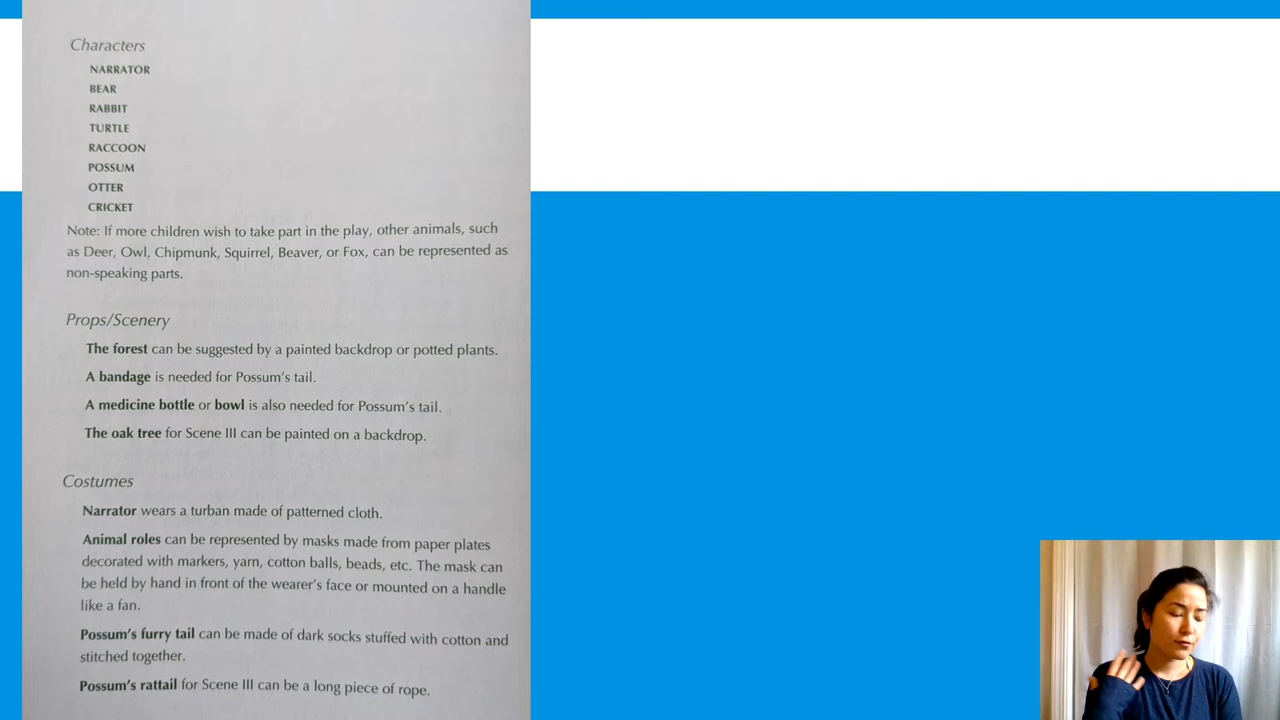 Characters
NARRATOR
BEAR
RABBIT
TURTLE
RACCOON
POSSUM
OTTER
CRICKET
Note: If more children wish to take part in the play, other animals, such
as Deer, Owl, Chipmunk, Squirrel, Beaver, or Fox, can be represented as
non-speaking parts.
Props/Scenery
The forest can be suggested by a painted backdrop or potted plants.
A bandage is needed for Possum's tail.
A medicine bottle or bowl is also needed for Possum's tail.
The oak tree for Scene III can be painted on a backdrop.
Costumes
Narrator wears a turban made of patterned cloth.
Animal roles can be represented by masks made from paper plates
decorated with markers, yarn, cotton balls, beads, etc. The mask can
be held by hand in front of the wearer's face or mounted on a handle
like a fan.
Possum's furry tail can be made of dark socks stuffed with cotton and
stitched together.
Possum's rattail for Scene III can be a long piece of rope.